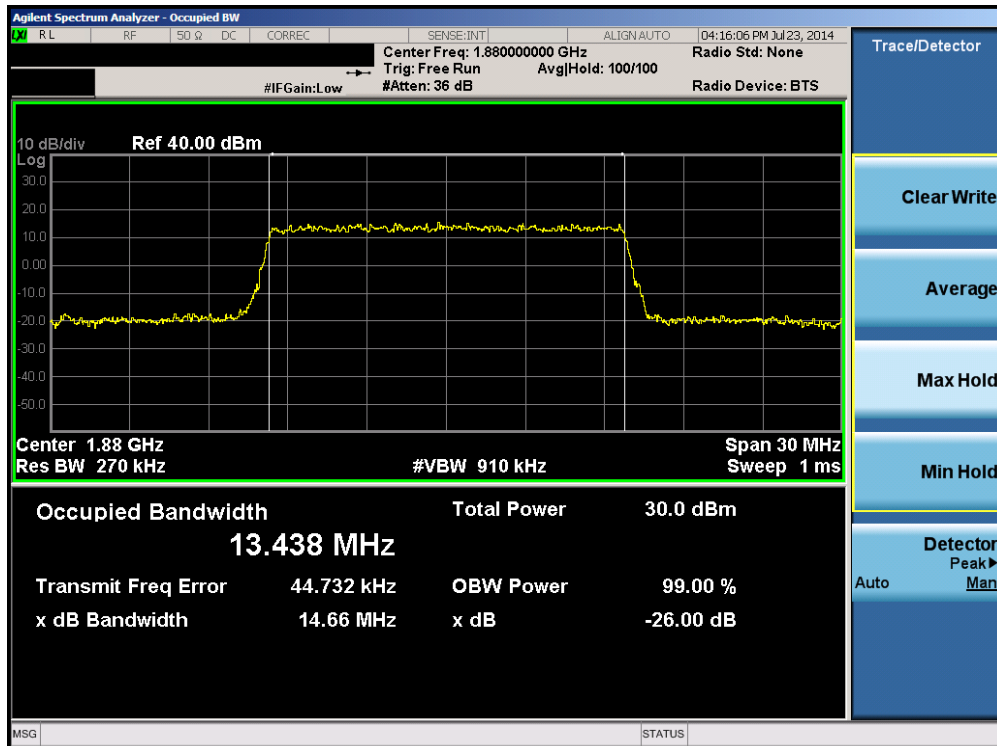 Agilent Spectrum Analyzer - Occupied BW
LXI RL RF 50 Ω DC CORREC SENSE:INT ALIGN AUTO 04:16:06 PM Jul 23, 2014
Center Freq: 1.880000000 GHz Radio Std: None
Trig: Free Run Avg|Hold: 100/100
#IFGain:Low #Atten: 36 dB Radio Device: BTS
Trace/Detector
10 dB/div Ref 40.00 dBm
Log
30.0
20.0
10.0
0.00
-10.0
-20.0
-30.0
-40.0
-50.0
Center 1.88 GHz Span 30 MHz
Res BW 270 kHz #VBW 910 kHz Sweep 1 ms
Occupied Bandwidth Total Power 30.0 dBm
13.438 MHz
Transmit Freq Error 44.732 kHz OBW Power 99.00 %
x dB Bandwidth 14.66 MHz x dB -26.00 dB
Clear Write
Average
Max Hold
Min Hold
Detector
Peak▶
Auto Man
MSG STATUS